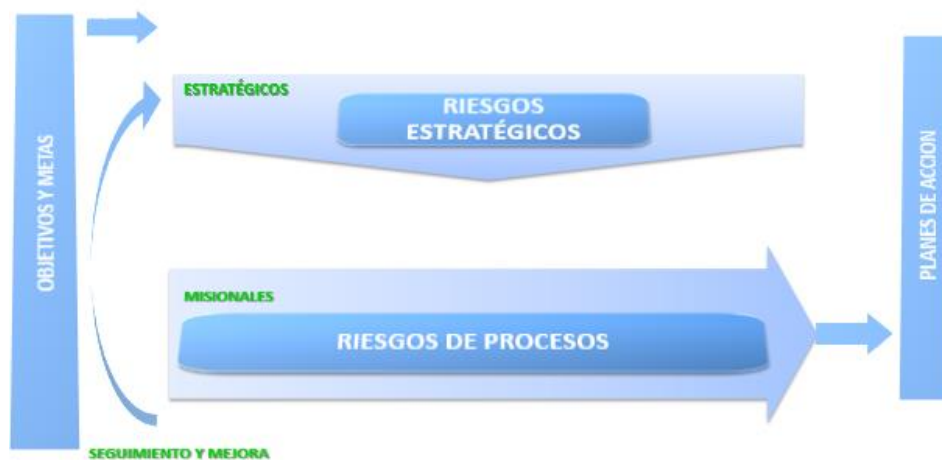 OBJETIVOS Y METAS
ESTRATÉGICOS
RIESGOS
ESTRATÉGICOS
MISIONALES
RIESGOS DE PROCESOS
SEGUIMIENTO Y MEJORA
PLANES DE ACCION